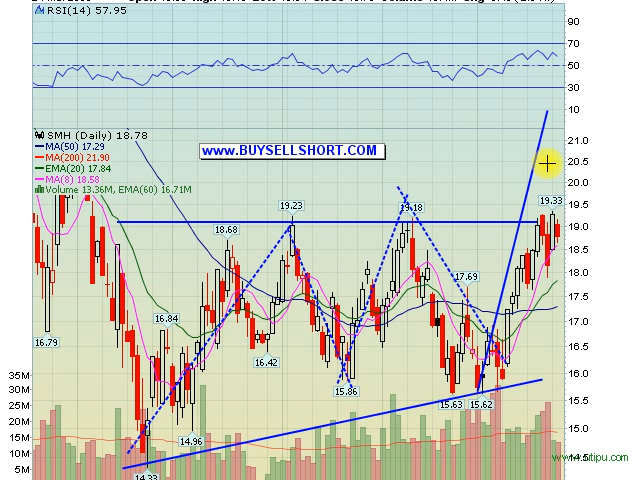 RSI(14) 57.95
90
70
50
30
10
SMH (Daily) 18.78
MA(50) 17.29
MA(200) 21.90
EMA(20) 17.84
MA(8) 18.58
Volume 13.36M, EMA(60) 16.71M
www.BUYSELLSHORT.COM
21.0
20.5
20.0
19.5
19.0
18.5
18.0
17.5
17.0
16.5
16.0
15.5
15.0
14.5
19.33
19.23
19.18
18.68
17.69
16.84
16.79
16.42
15.86
15.63
15.62
14.96
14.33
35M
30M
25M
20M
15M
10M
5M